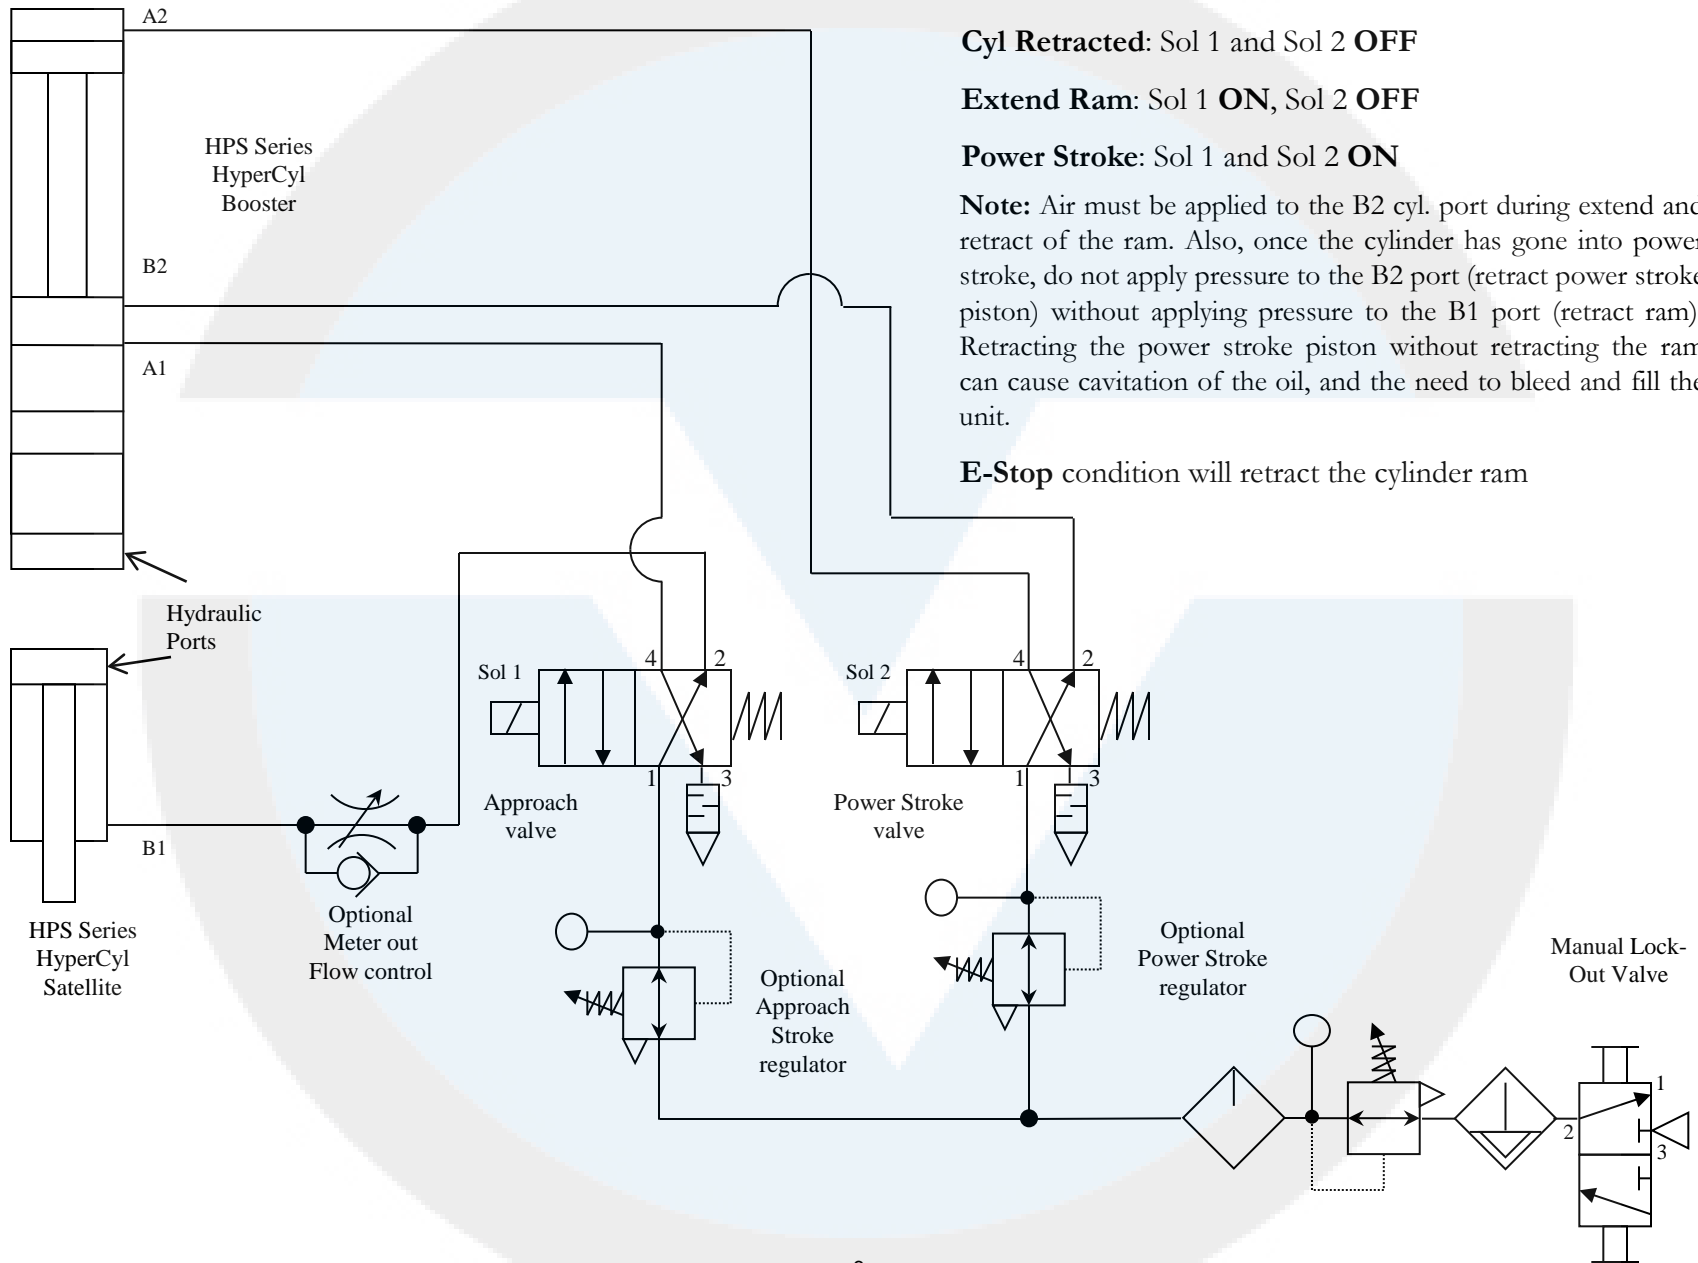 A2
Cyl Retracted: Sol 1 and Sol 2 OFF
Extend Ram: Sol 1 ON, Sol 2 OFF
Power Stroke: Sol 1 and Sol 2 ON
Note: Air must be applied to the B2 cyl. port during extend and
retract of the ram. Also, once the cylinder has gone into power
stroke, do not apply pressure to the B2 port (retract power stroke
piston) without applying pressure to the B1 port (retract ram)
Retracting the power stroke piston without retracting the ram
can cause cavitation of the oil, and the need to bleed and fill the
unit.
E-Stop condition will retract the cylinder ram
HPS Series
HyperCyl
Booster
B2
A1
Hydraulic
Ports
Sol 1
4
2
1
3
Approach
valve
Sol 2
4
2
1
3
Power Stroke
valve
B1
HPS Series
HyperCyl
Satellite
Optional
Meter out
Flow control
Optional
Approach
Stroke
regulator
Optional
Power Stroke
regulator
Manual Lock-
Out Valve
1
2
3